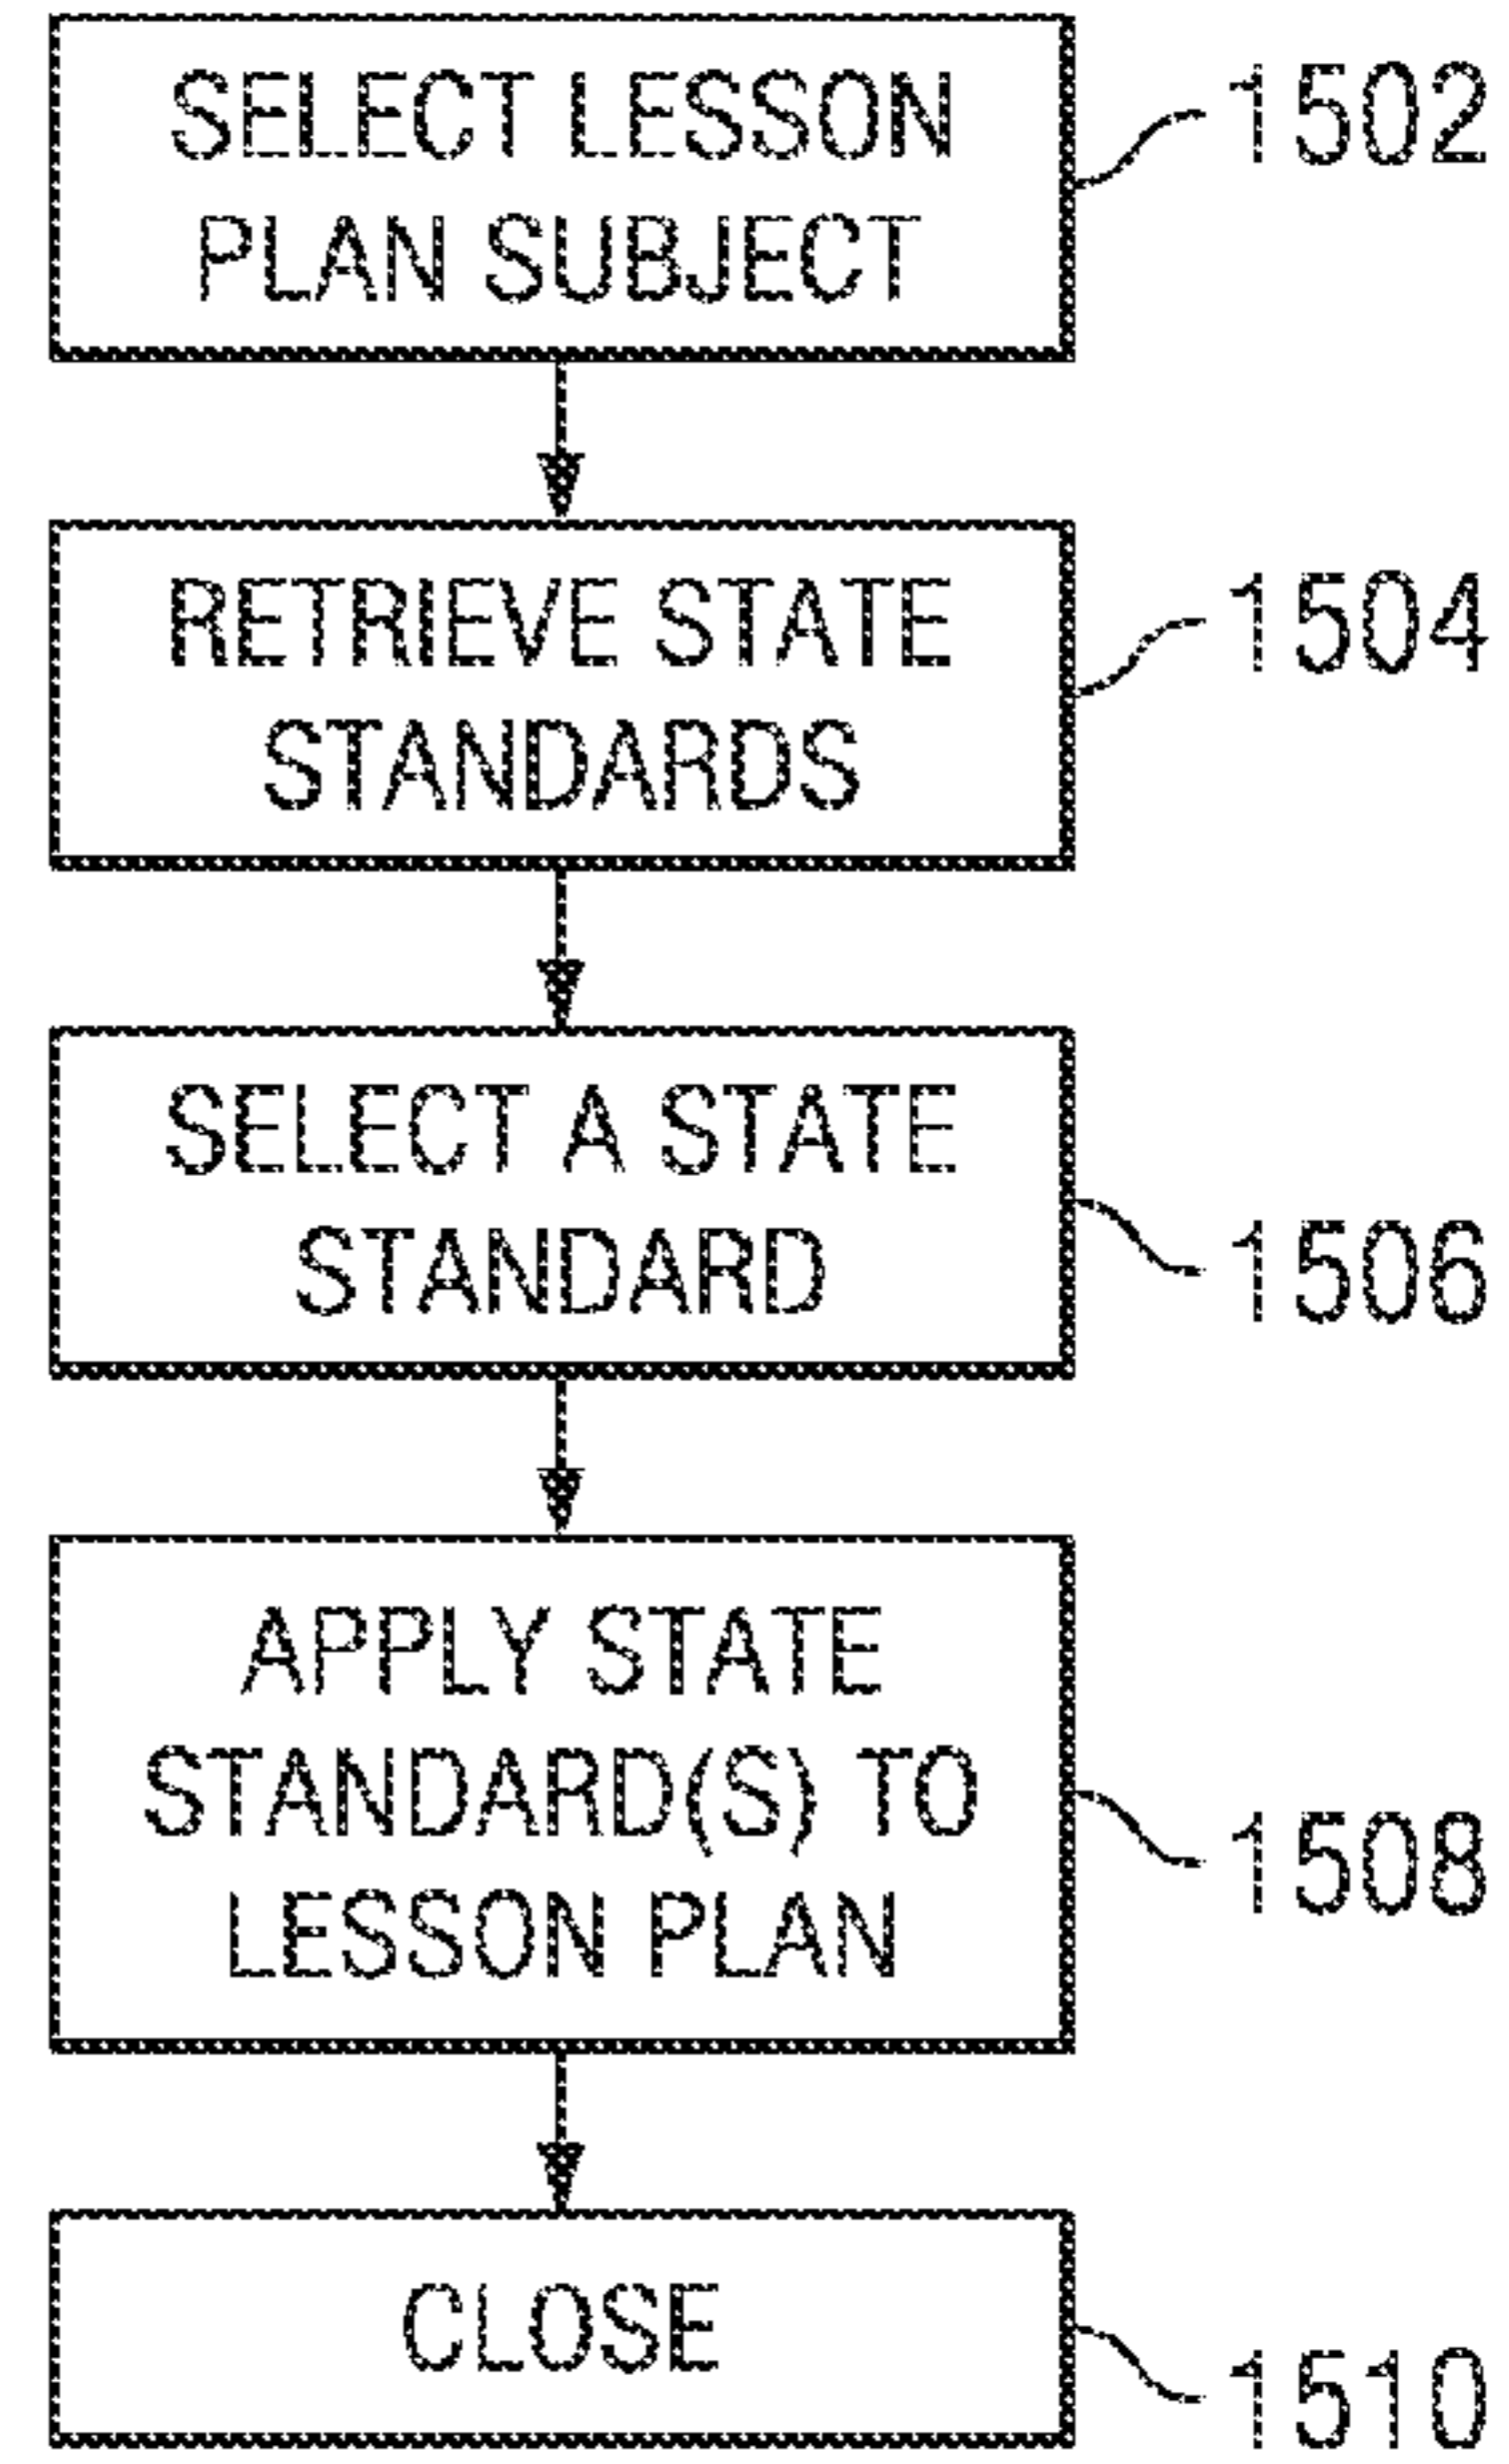 SELECT LESSON
PLAN SUBJECT
1502
RETRIEVE STATE
STANDARDS
1504
SELECT A STATE
STANDARD
1506
APPLY STATE
STANDARD(S) TO
LESSON PLAN
1508
CLOSE
1510